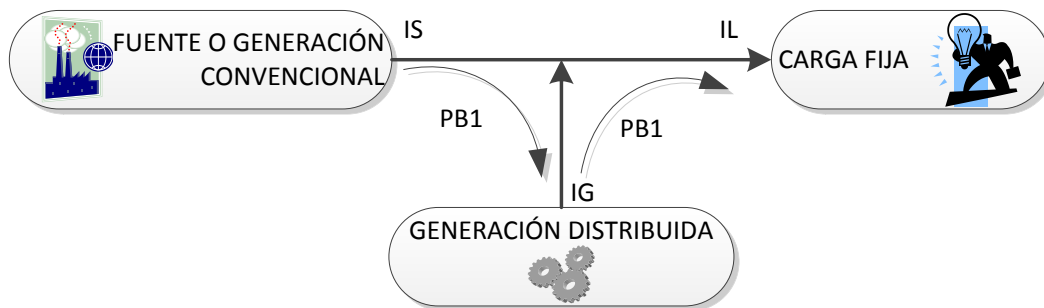 IS
IL
FUENTE O GENERACIÓN
CONVENCIONAL
CARGA FIJA
PB1
PB1
IG
GENERACIÓN DISTRIBUIDA